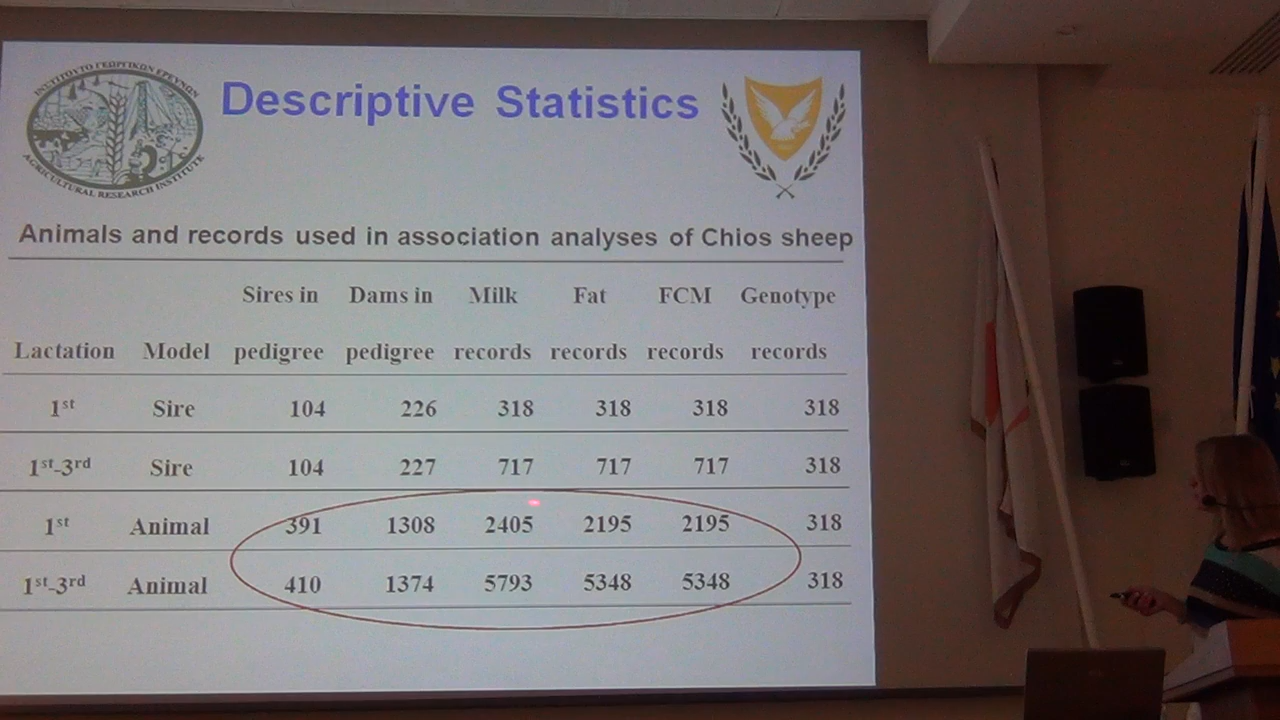 ΙΝΣΤΙΤΟΥΤΟ ΓΕΩΡΓΙΚΩΝ ΕΡΕΥΝΩΝ
AGRICULTURAL RESEARCH INSTITUTE
Descriptive Statistics
Animals and records used in association analyses of Chios sheep
Sires in Dams in Milk Fat FCM Genotype
Lactation Model pedigree pedigree records records records records
1st Sire 104 226 318 318 318 318
1st-3rd Sire 104 227 717 717 717 318
1st Animal 391 1308 2405 2195 2195 318
1st-3rd Animal 410 1374 5793 5348 5348 318